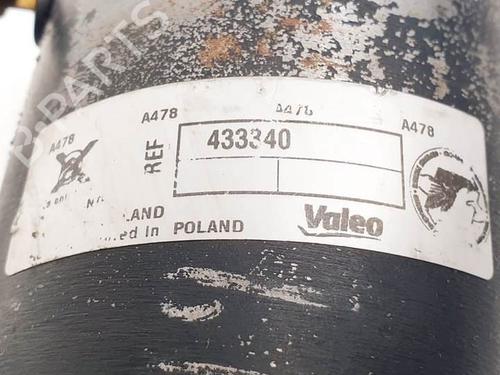 B-PARTS
A478 A478 A478
REF 433340
LAND
in POLAND
Valeo